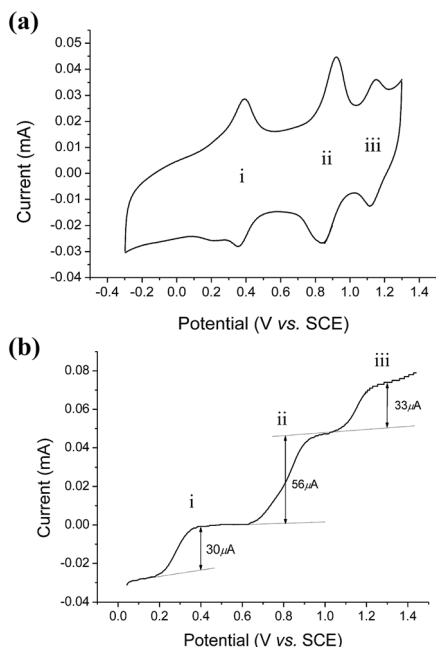 (a)
0.05
0.04
0.03
0.02
0.01
0.00
-0.01
-0.02
-0.03
-0.04
Current (mA)
i
ii
iii
-0.4 -0.2 0.0 0.2 0.4 0.6 0.8 1.0 1.2 1.4
Potential (V vs. SCE)
(b)
0.08
0.06
0.04
0.02
0.00
-0.02
-0.04
Current (mA)
i
ii
iii
30μA
56μA
33μA
0.0 0.2 0.4 0.6 0.8 1.0 1.2 1.4
Potential (V vs. SCE)